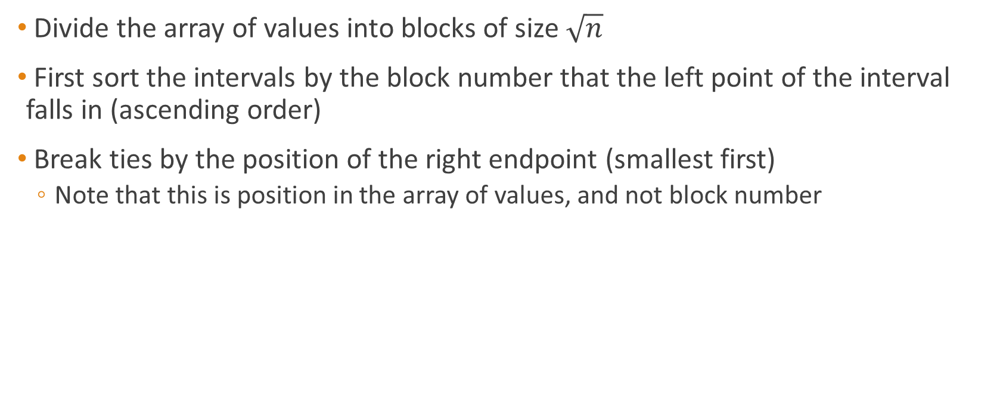 • Divide the array of values into blocks of size √n
• First sort the intervals by the block number that the left point of the interval
falls in (ascending order)
• Break ties by the position of the right endpoint (smallest first)
◦ Note that this is position in the array of values, and not block number